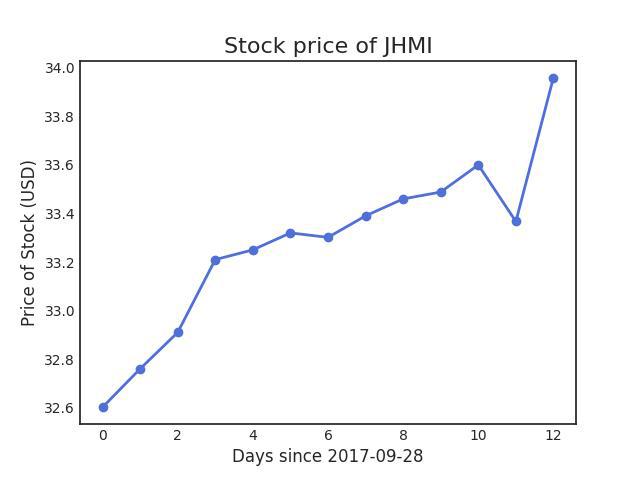 Stock price of JHMI
34.0
33.8
33.6
33.4
33.2
33.0
32.8
32.6
Price of Stock (USD)
0 2 4 6 8 10 12
Days since 2017-09-28